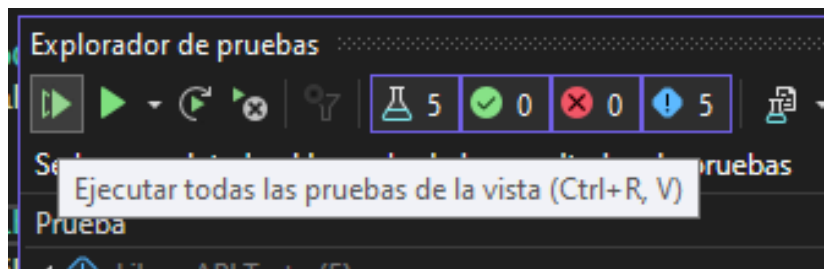 Explorador de pruebas
5 0 0 5
pruebas
Ejecutar todas las pruebas de la vista (Ctrl+R, V)
Prueba